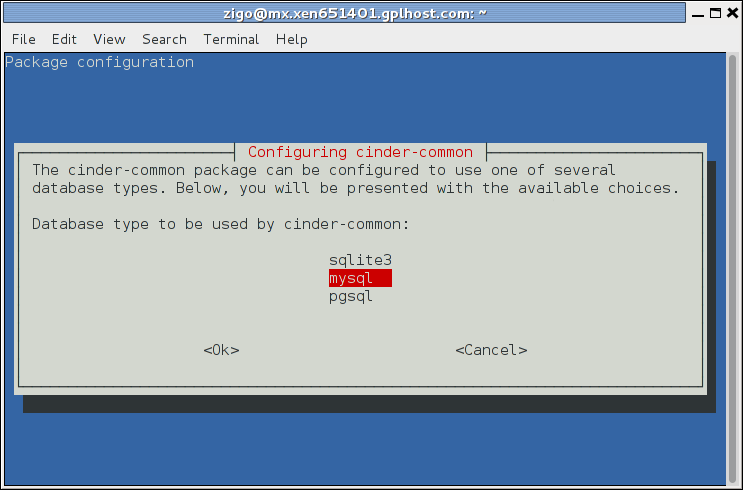 zigo@mx.xen651401.gplhost.com: ~
File Edit View Search Terminal Help
Package configuration
Configuring cinder-common
The cinder-common package can be configured to use one of several
database types. Below, you will be presented with the available choices.
Database type to be used by cinder-common:
sqlite3
mysql
pgsql
<Ok> <Cancel>